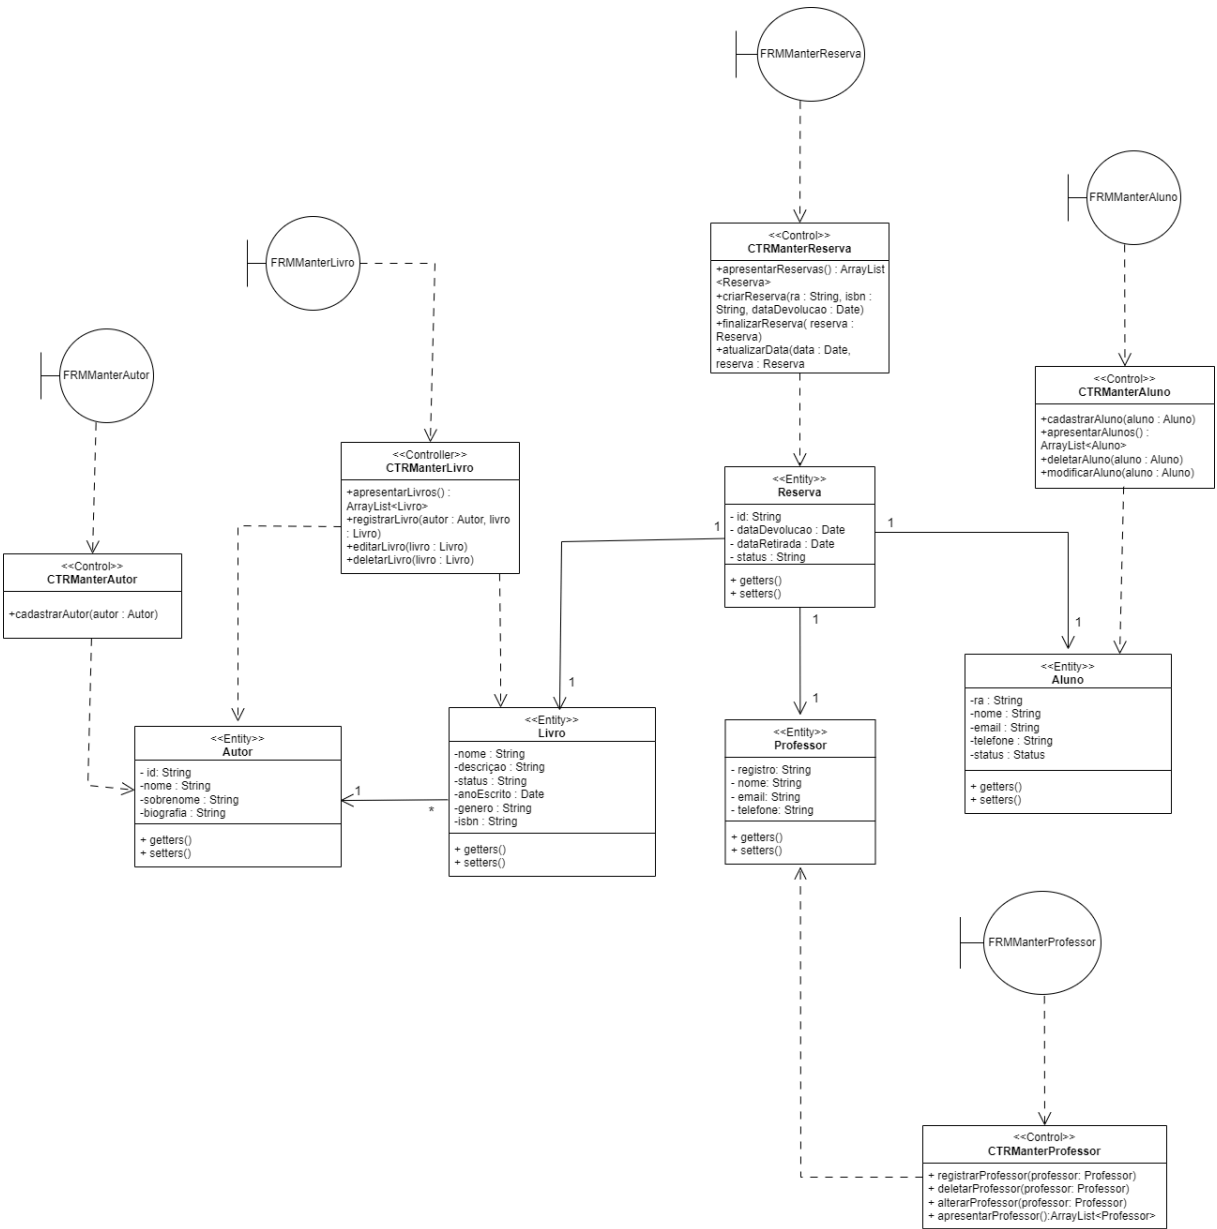 FRMManterReserva
FRMManterAluno
<<Control>>
CTRManterReserva
+apresentarReservas() : ArrayList
<Reserva>
+criarReserva(ra : String, isbn :
String, dataDevolucao : Date)
+finalizarReserva( reserva :
Reserva)
+atualizarData(data : Date,
reserva : Reserva
FRMManterLivro
FRMManterAutor
<<Control>>
CTRManterAluno
+cadastrarAluno(aluno : Aluno)
+apresentarAlunos() :
ArrayList<Aluno>
+deletarAluno(aluno : Aluno)
+modificarAluno(aluno : Aluno)
<<Controller>>
CTRManterLivro
+apresentarLivros() :
ArrayList<Livro>
+registrarLivro(autor : Autor, livro
: Livro)
+editarLivro(livro : Livro)
+deletarLivro(livro : Livro)
<<Entity>>
Reserva
- id: String
- dataDevolucao : Date
- dataRetirada : Date
- status : String
+ getters()
+ setters()
1
1
1
1
1
1
<<Control>>
CTRManterAutor
+cadastrarAutor(autor : Autor)
<<Entity>>
Aluno
-ra : String
-nome : String
-email : String
-telefone : String
-status : Status
+ getters()
+ setters()
<<Entity>>
Autor
- id: String
-nome : String
-sobrenome : String
-biografia : String
+ getters()
+ setters()
1
*
<<Entity>>
Livro
-nome : String
-descriçao : String
-status : String
-anoEscrito : Date
-genero : String
-isbn : String
+ getters()
+ setters()
<<Entity>>
Professor
- registro: String
- nome: String
- email: String
- telefone: String
+ getters()
+ setters()
FRMManterProfessor
<<Control>>
CTRManterProfessor
+ registrarProfessor(professor: Professor)
+ deletarProfessor(professor: Professor)
+ alterarProfessor(professor: Professor)
+ apresentarProfessor():ArrayList<Professor>